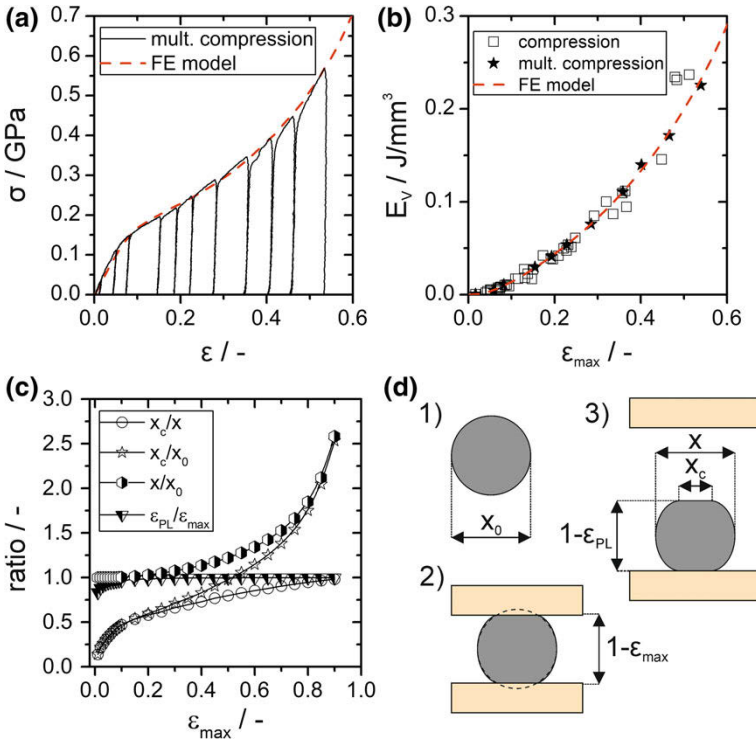 (a)
0.7
0.6
0.5
0.4
0.3
0.2
0.1
0.0
σ / GPa
mult. compression
FE model
0.0 0.2 0.4 0.6
ε / -
(b)
0.3
0.2
0.1
0.0
E_V / J/mm³
compression
mult. compression
FE model
0.0 0.2 0.4 0.6
ε_max / -
(c)
3.0
2.5
2.0
1.5
1.0
0.5
0.0
ratio / -
x_c/x
x_c/x_0
x/x_0
ε_PL/ε_max
0.0 0.2 0.4 0.6 0.8 1.0
ε_max / -
(d)
1)
x_0
2)
1-ε_max
3)
x
x_c
1-ε_PL